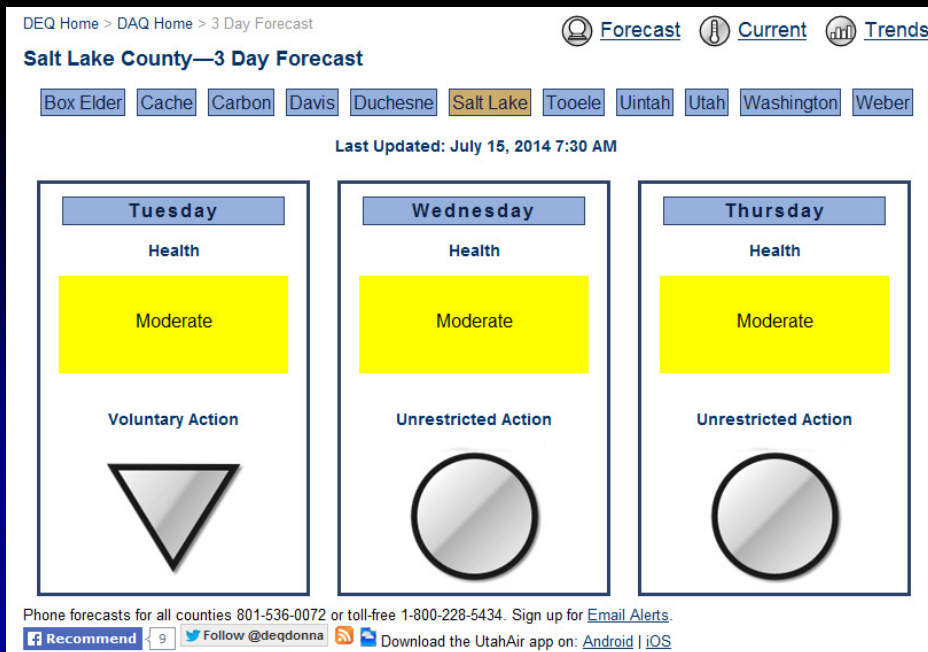 DEQ Home > DAQ Home > 3 Day Forecast
Forecast Current Trends
Salt Lake County—3 Day Forecast
Box Elder Cache Carbon Davis Duchesne Salt Lake Tooele Uintah Utah Washington Weber
Last Updated: July 15, 2014 7:30 AM
Tuesday Wednesday Thursday
Health Health Health
Moderate Moderate Moderate
Voluntary Action Unrestricted Action Unrestricted Action
Phone forecasts for all counties 801-536-0072 or toll-free 1-800-228-5434. Sign up for Email Alerts.
Recommend 9 Follow @deqdonna Download the UtahAir app on: Android | iOS